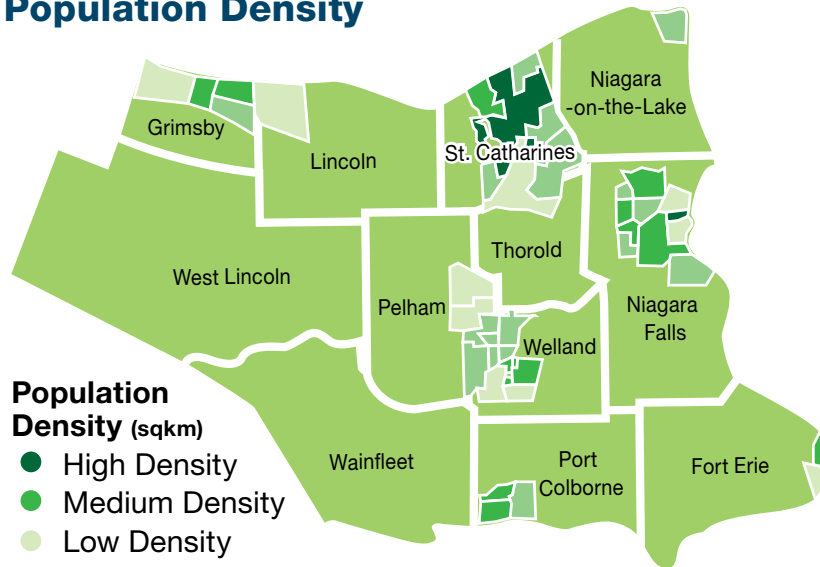 Population Density
Niagara
-on-the-Lake
Grimsby
Lincoln
St. Catharines
Thorold
West Lincoln
Pelham
Niagara
Falls
Welland
Population
Density (sqkm)
High Density
Medium Density
Low Density
Wainfleet
Port
Colborne
Fort Erie